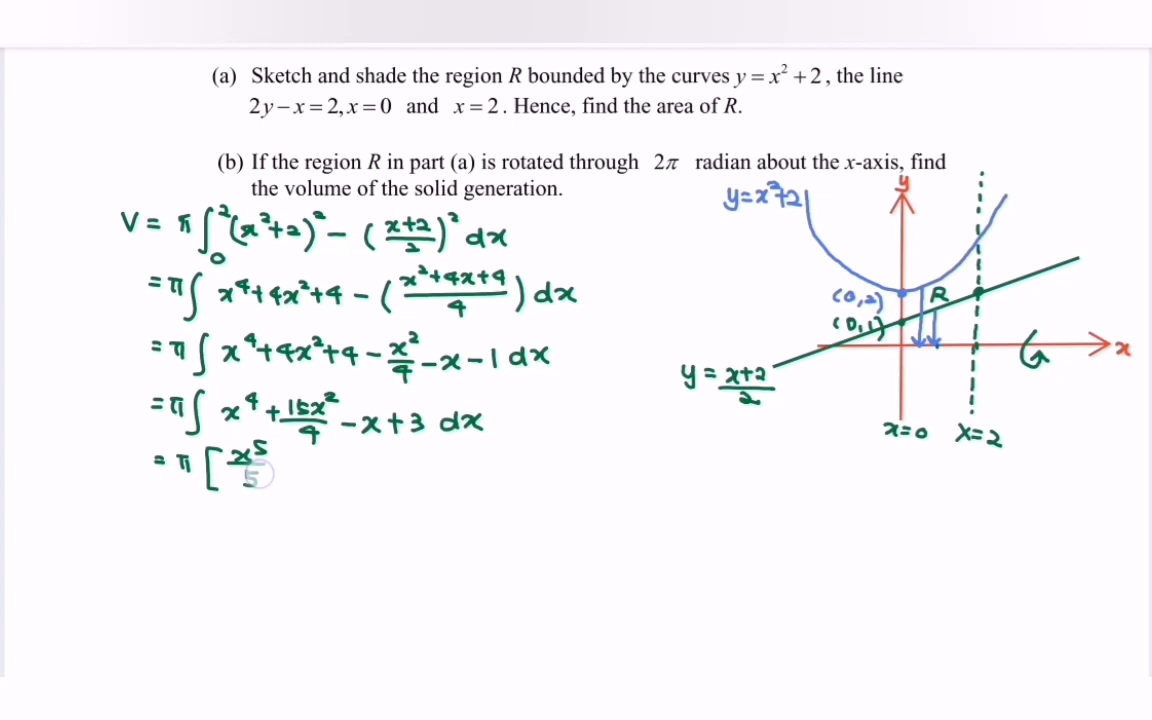 (a) Sketch and shade the region R bounded by the curves y = x² + 2, the line
2y − x = 2, x = 0 and x = 2. Hence, find the area of R.
(b) If the region R in part (a) is rotated through 2π radian about the x-axis, find
the volume of the solid generation.
V = π∫₀² (x²+2)² − (x+2/2)² dx
= π∫ x⁴+4x²+4 − (x²+4x+4/4) dx
= π∫ x⁴+4x²+4 − x²/4 − x − 1 dx
= π∫ x⁴ + 15x²/4 − x + 3 dx
= π [x⁵/5
y=x²+2
y
(0,2)
R
(0,1)
x
y = x+2/2
x=0
x=2